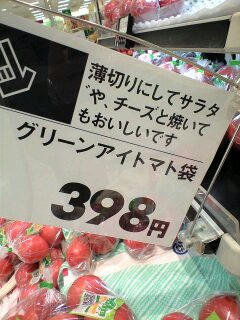 薄切りにしてサラダ
や、チーズと焼いて
もおいしいです
グリーンアイトマト袋
398円